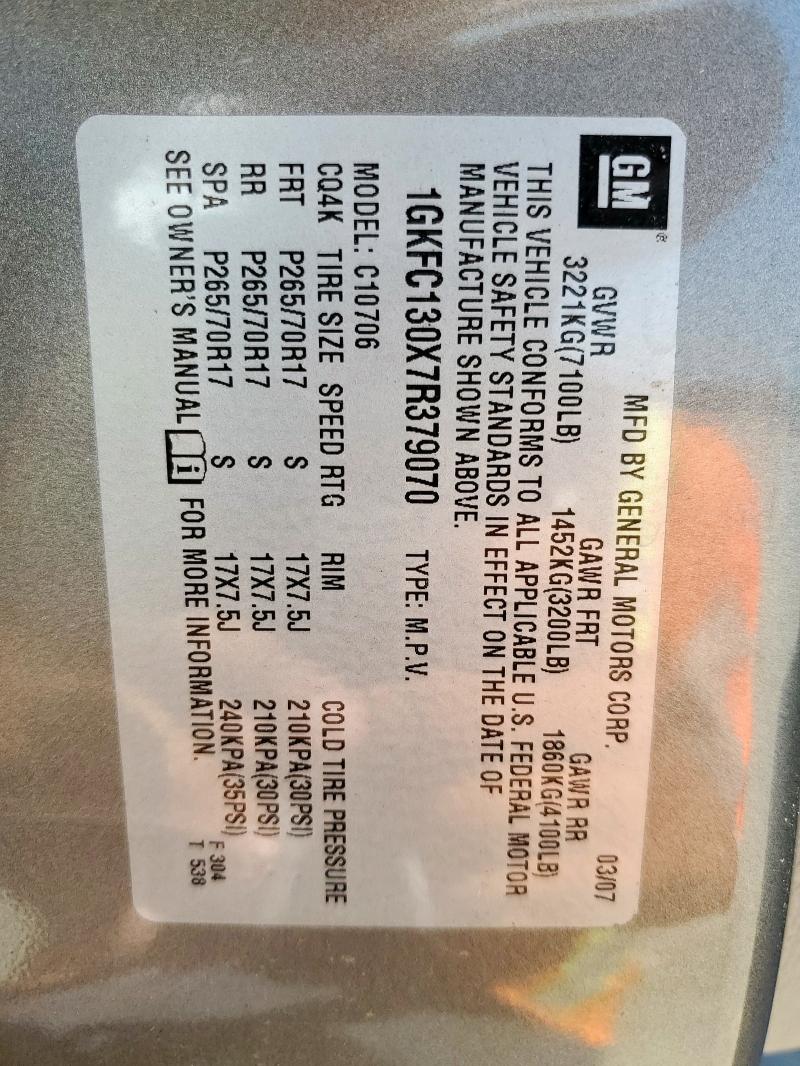 GM®
MFD BY GENERAL MOTORS CORP. 03/07
GVWR GAWR FRT GAWR RR
3221KG(7100LB) 1452KG(3200LB) 1860KG(4100LB)
THIS VEHICLE CONFORMS TO ALL APPLICABLE U.S. FEDERAL MOTOR
VEHICLE SAFETY STANDARDS IN EFFECT ON THE DATE OF
MANUFACTURE SHOWN ABOVE.
1GKFC130X7R379070 TYPE: M.P.V.
MODEL: C10706
CQ4K TIRE SIZE SPEED RTG RIM COLD TIRE PRESSURE
FRT P265/70R17 S 17X7.5J 210KPA(30PSI)
RR P265/70R17 S 17X7.5J 210KPA(30PSI)
SPA P265/70R17 S 17X7.5J 240KPA(35PSI)
SEE OWNER'S MANUAL i FOR MORE INFORMATION.
F 304
T 538